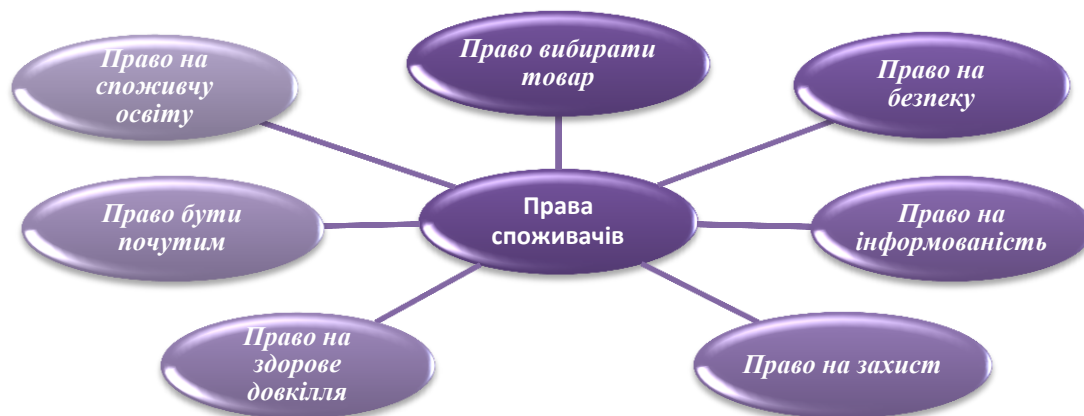 Право вибирати
товар
Право на
споживчу
освіту
Право на
безпеку
Права
споживачів
Право бути
почутим
Право на
інформованість
Право на
здорове
довкілля
Право на захист